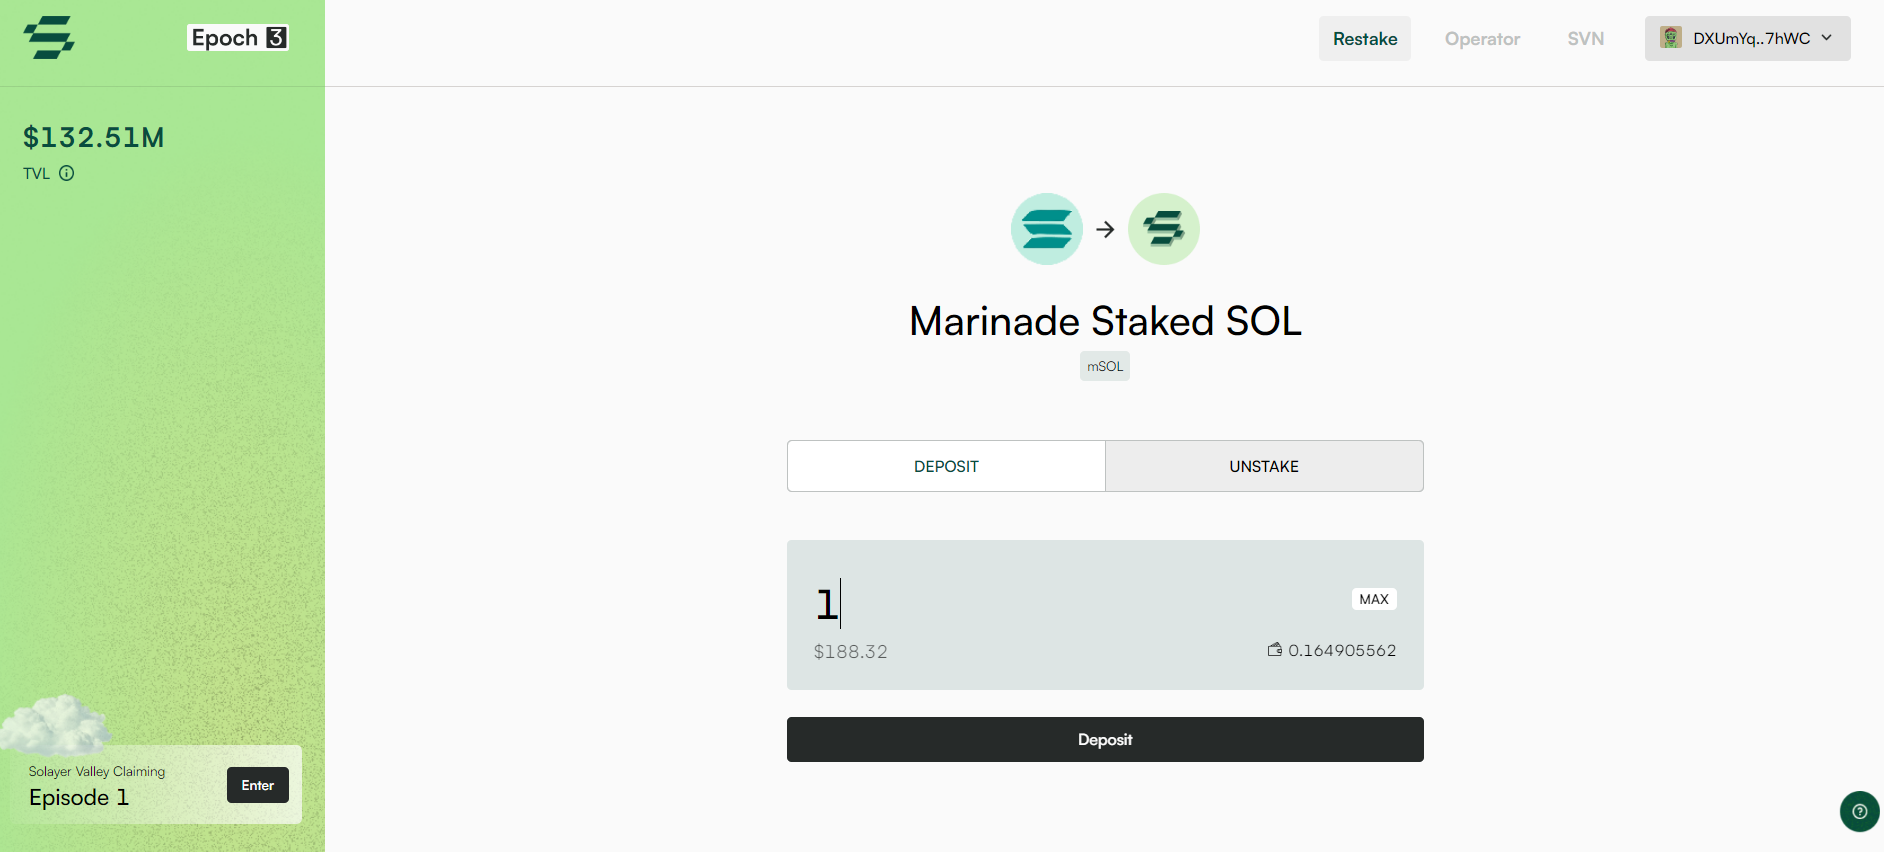 Epoch 3
Restake
Operator
SVN
DXUmYq..7hWC
$132.51M
TVL
Marinade Staked SOL
mSOL
DEPOSIT
UNSTAKE
1
MAX
$188.32
0.164905562
Deposit
Solayer Valley Claiming
Episode 1
Enter